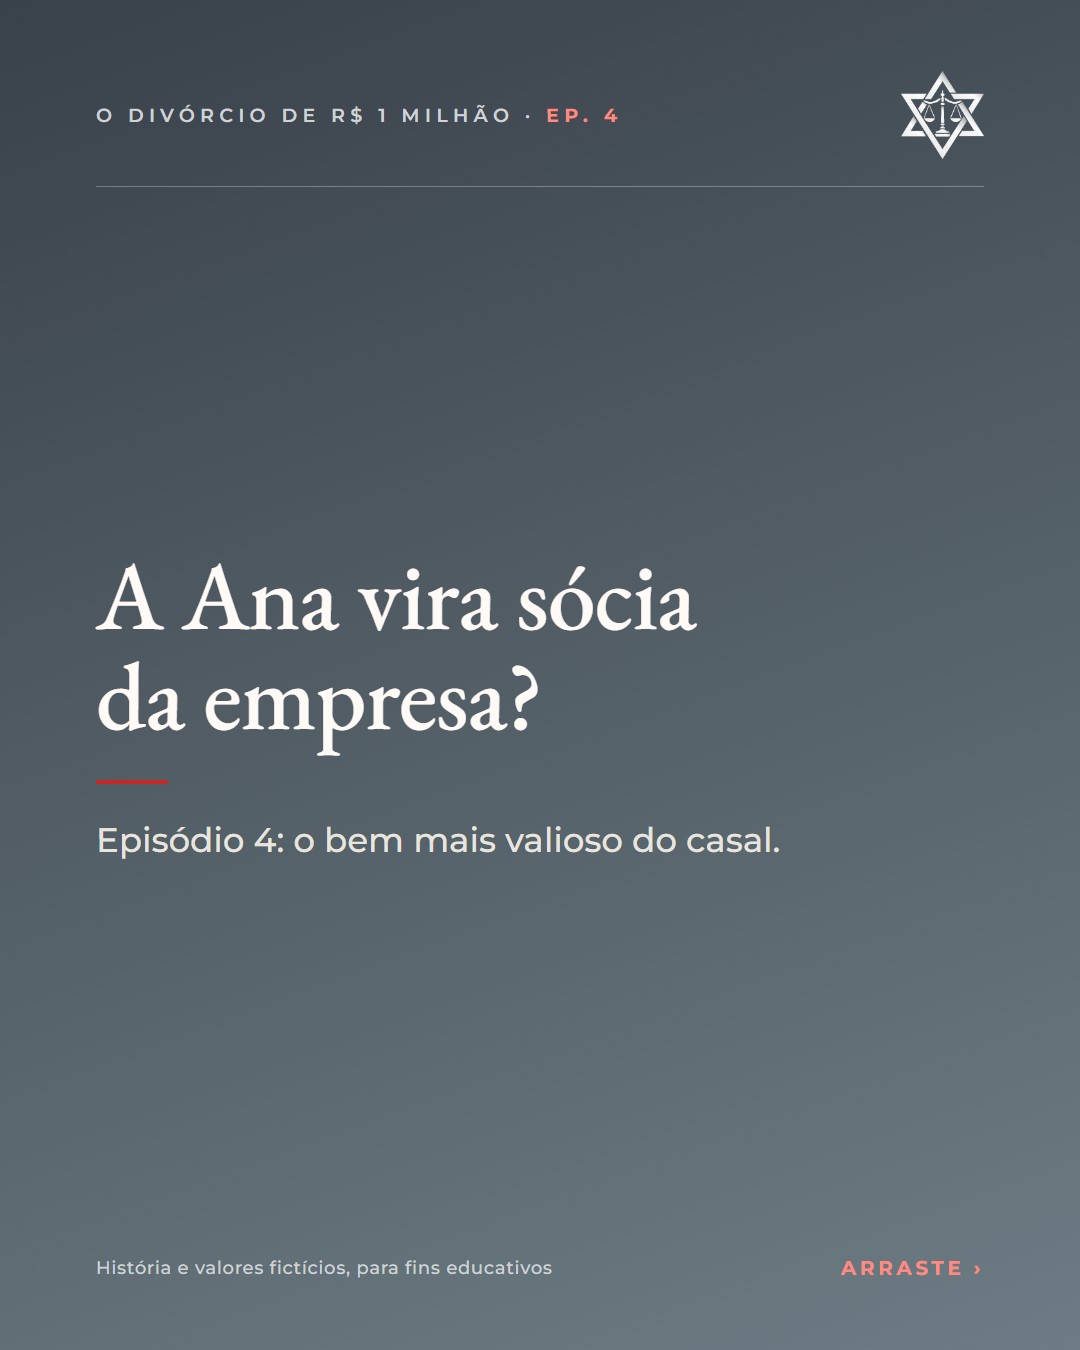 O DIVÓRCIO DE R$ 1 MILHÃO · EP. 4
A Ana vira sócia
da empresa?
Episódio 4: o bem mais valioso do casal.
História e valores fictícios, para fins educativos
ARRASTE ›